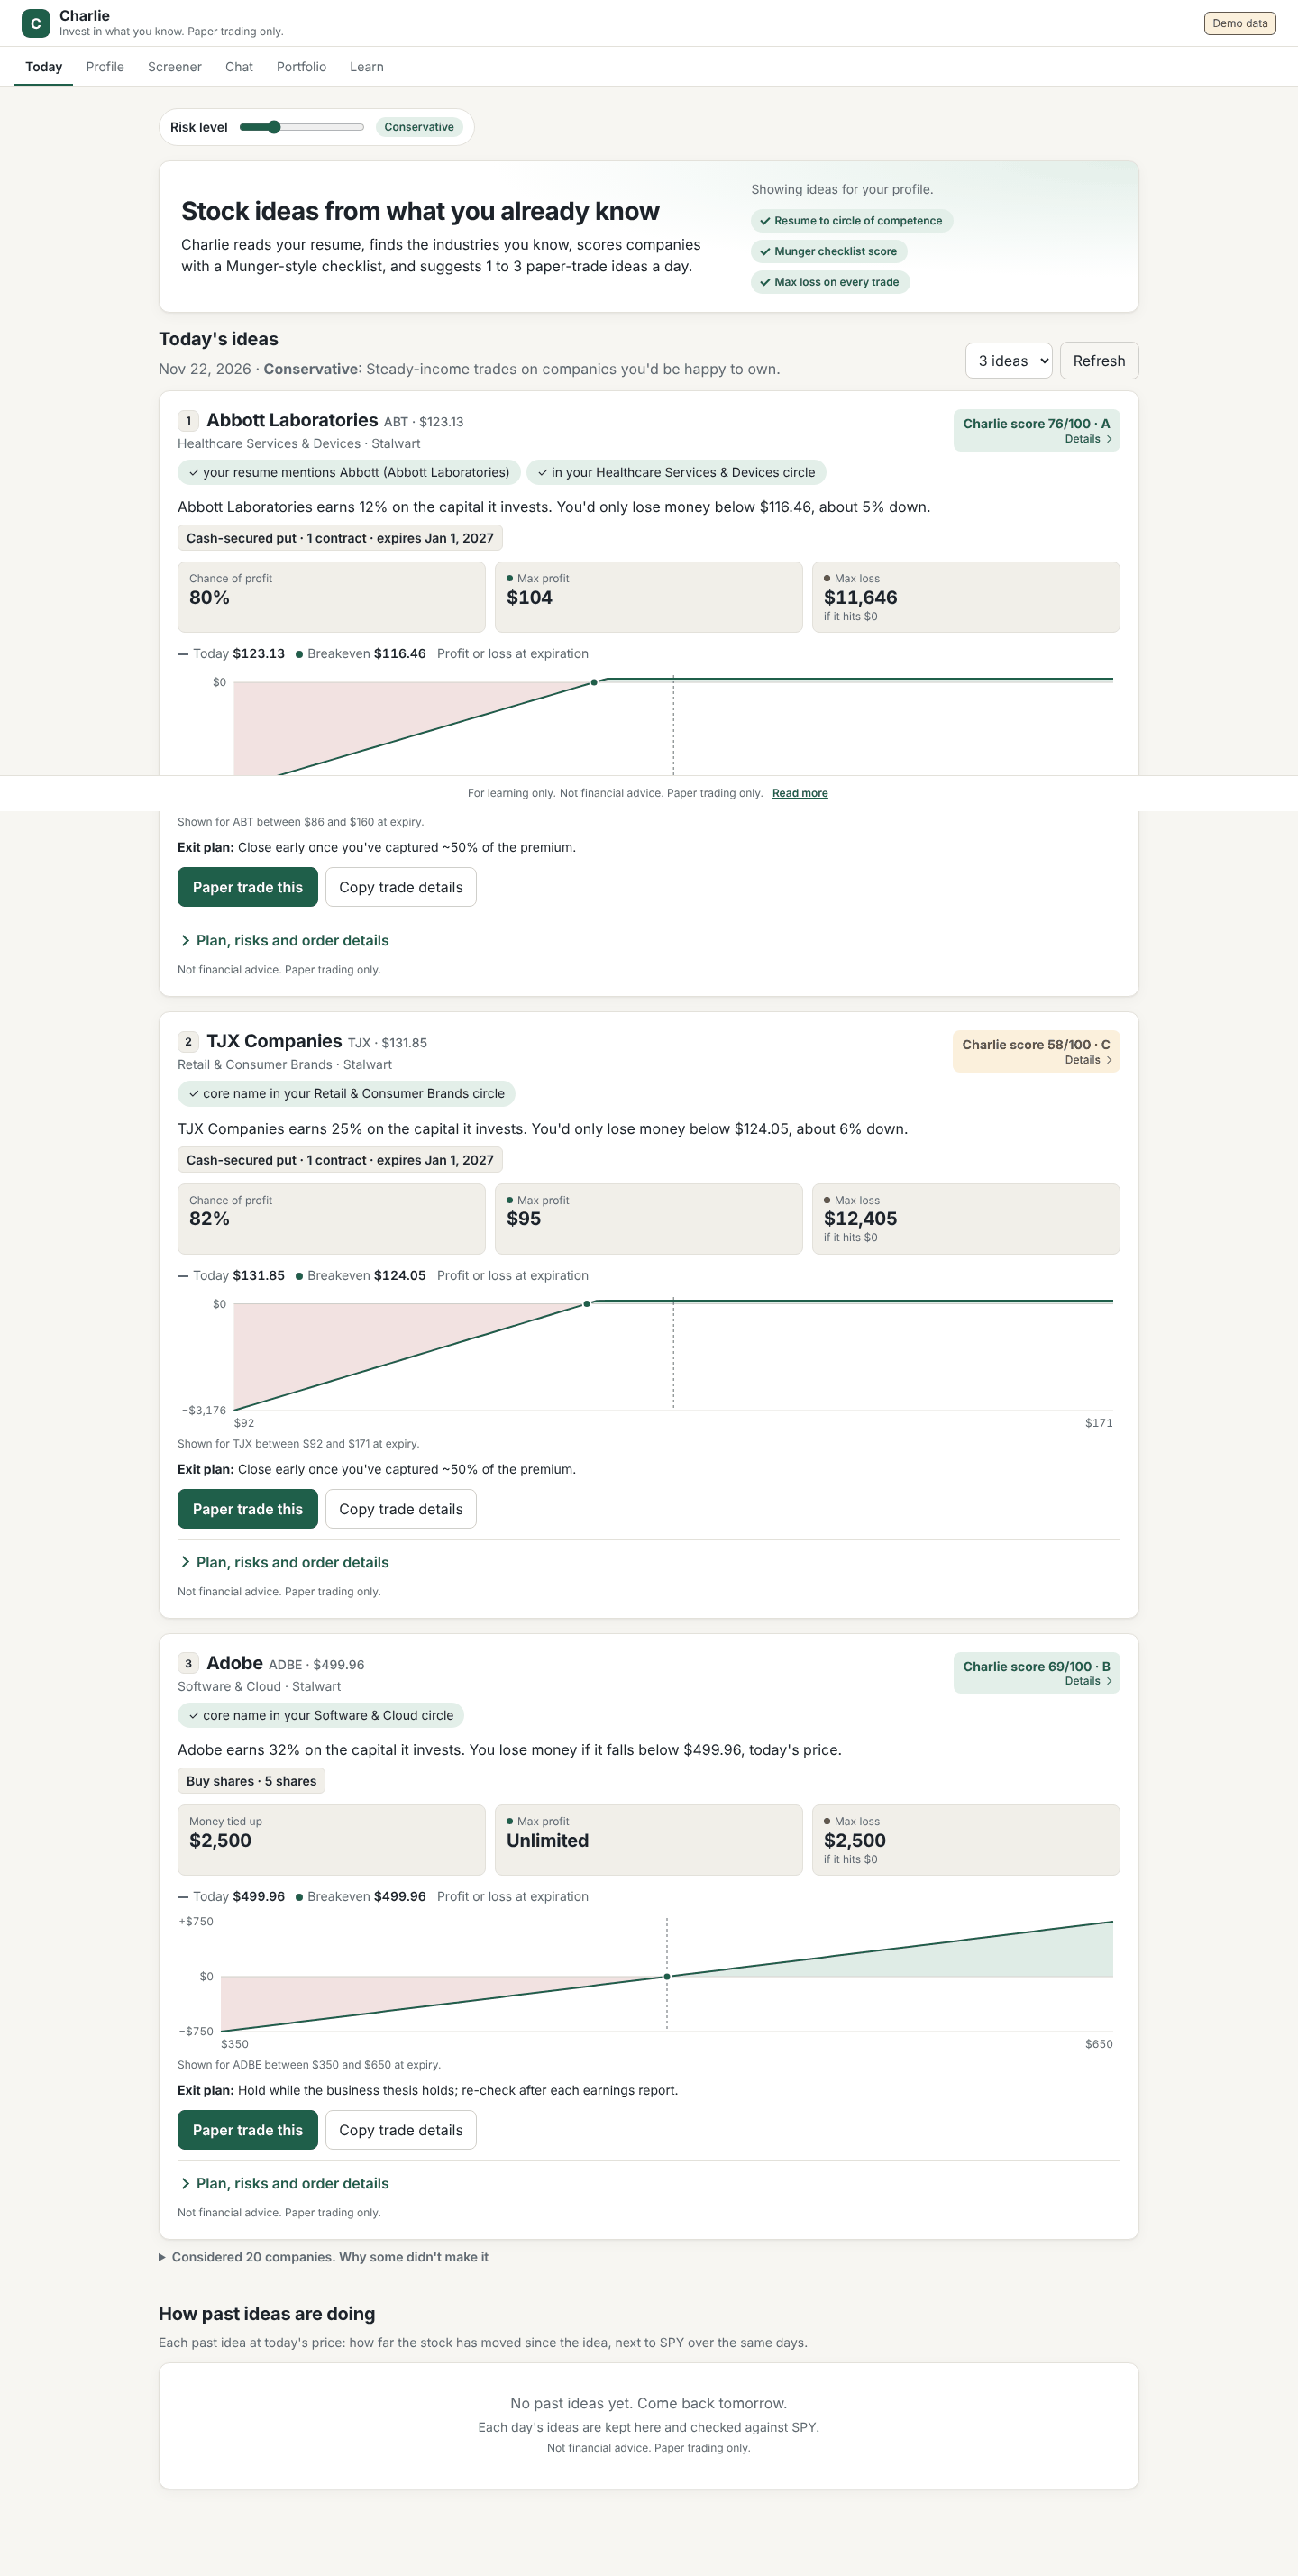 C
Charlie
Invest in what you know. Paper trading only.
Demo data
Today Profile Screener Chat Portfolio Learn
Risk level Conservative
Stock ideas from what you already know
Charlie reads your resume, finds the industries you know, scores companies
with a Munger-style checklist, and suggests 1 to 3 paper-trade ideas a day.
Showing ideas for your profile.
✓ Resume to circle of competence
✓ Munger checklist score
✓ Max loss on every trade
Today's ideas
Nov 22, 2026 · Conservative: Steady-income trades on companies you'd be happy to own.
3 ideas Refresh
1 Abbott Laboratories ABT · $123.13
Healthcare Services & Devices · Stalwart
Charlie score 76/100 · A
Details >
✓ your resume mentions Abbott (Abbott Laboratories) ✓ in your Healthcare Services & Devices circle
Abbott Laboratories earns 12% on the capital it invests. You'd only lose money below $116.46, about 5% down.
Cash-secured put · 1 contract · expires Jan 1, 2027
Chance of profit
80%
Max profit
$104
Max loss
$11,646
if it hits $0
Today $123.13 Breakeven $116.46 Profit or loss at expiration
$0
For learning only. Not financial advice. Paper trading only. Read more
Shown for ABT between $86 and $160 at expiry.
Exit plan: Close early once you've captured ~50% of the premium.
Paper trade this Copy trade details
> Plan, risks and order details
Not financial advice. Paper trading only.
2 TJX Companies TJX · $131.85
Retail & Consumer Brands · Stalwart
Charlie score 58/100 · C
Details >
✓ core name in your Retail & Consumer Brands circle
TJX Companies earns 25% on the capital it invests. You'd only lose money below $124.05, about 6% down.
Cash-secured put · 1 contract · expires Jan 1, 2027
Chance of profit
82%
Max profit
$95
Max loss
$12,405
if it hits $0
Today $131.85 Breakeven $124.05 Profit or loss at expiration
$0
−$3,176
$92 $171
Shown for TJX between $92 and $171 at expiry.
Exit plan: Close early once you've captured ~50% of the premium.
Paper trade this Copy trade details
> Plan, risks and order details
Not financial advice. Paper trading only.
3 Adobe ADBE · $499.96
Software & Cloud · Stalwart
Charlie score 69/100 · B
Details >
✓ core name in your Software & Cloud circle
Adobe earns 32% on the capital it invests. You lose money if it falls below $499.96, today's price.
Buy shares · 5 shares
Money tied up
$2,500
Max profit
Unlimited
Max loss
$2,500
if it hits $0
Today $499.96 Breakeven $499.96 Profit or loss at expiration
+$750
$0
−$750
$350 $650
Shown for ADBE between $350 and $650 at expiry.
Exit plan: Hold while the business thesis holds; re-check after each earnings report.
Paper trade this Copy trade details
> Plan, risks and order details
Not financial advice. Paper trading only.
Considered 20 companies. Why some didn't make it
How past ideas are doing
Each past idea at today's price: how far the stock has moved since the idea, next to SPY over the same days.
No past ideas yet. Come back tomorrow.
Each day's ideas are kept here and checked against SPY.
Not financial advice. Paper trading only.